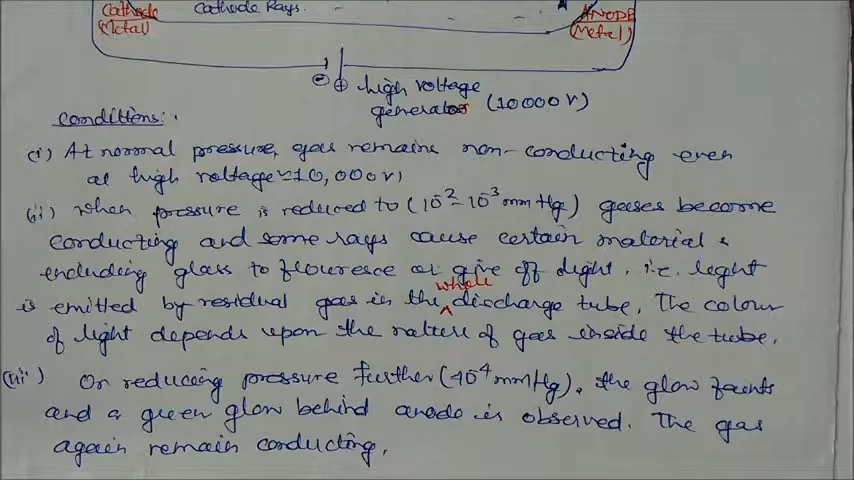 Cathode Cathode Rays. ANODE
(Metal) (Metal)
⊖ ⊕ high voltage
generator (10000 V)
Conditions:.
(i) At normal pressure, gas remains non-conducting even
at high voltage ≈ 10,000V.
(ii) When pressure is reduced to (10⁻² - 10⁻³ mm Hg) gases become
conducting and some rays cause certain materials
including glass to flouresce or give off light. i.e. light
is emitted by residual gas in the whole discharge tube. The colour
of light depends upon the nature of gas inside the tube.
(iii) On reducing pressure further (10⁻⁴ mm Hg), the glow faints
and a green glow behind anode is observed. The gas
again remain conducting.